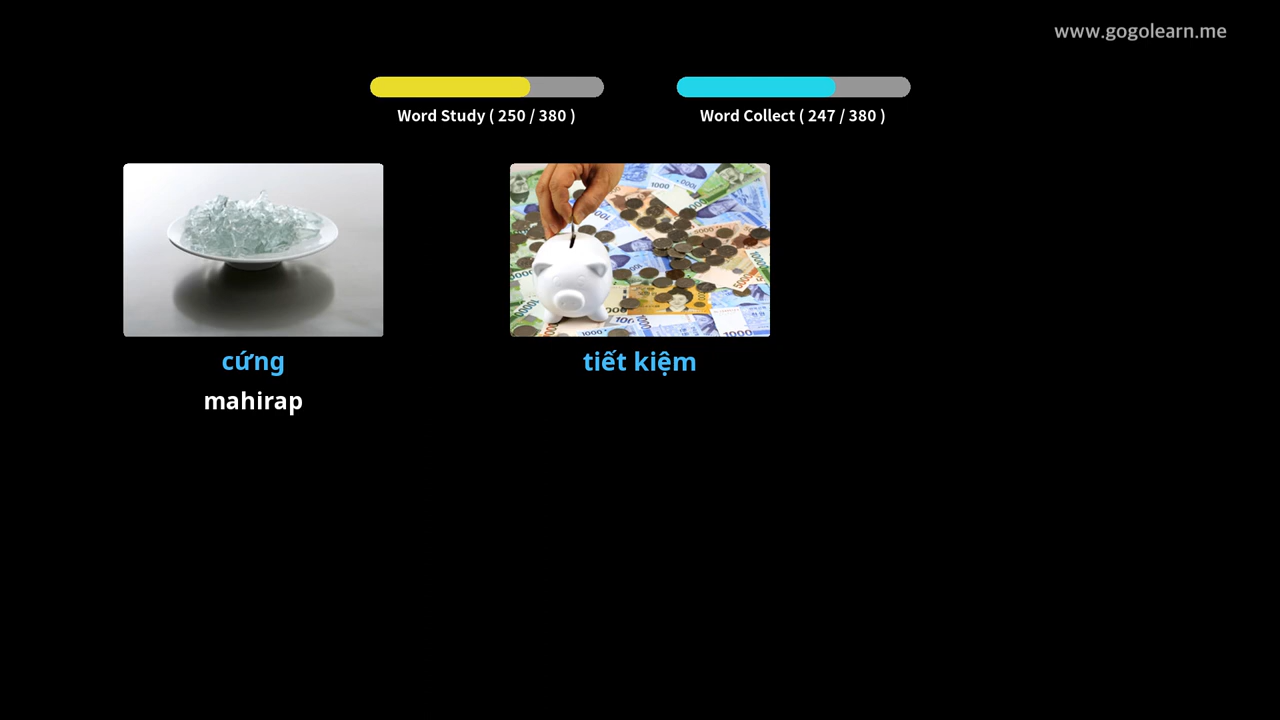 www.gogolearn.me
Word Study ( 250 / 380 )
Word Collect ( 247 / 380 )
cứng
mahirap
tiết kiệm